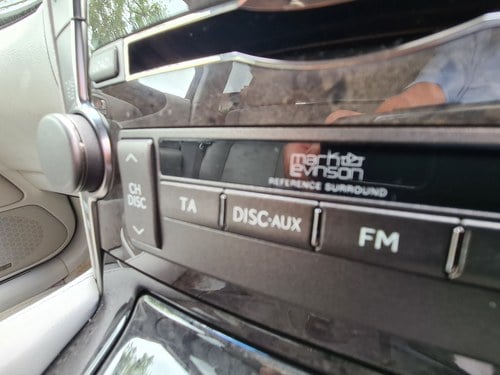 mark
levinson
REFERENCE SURROUND
CH
DISC
TA
DISC·AUX
FM